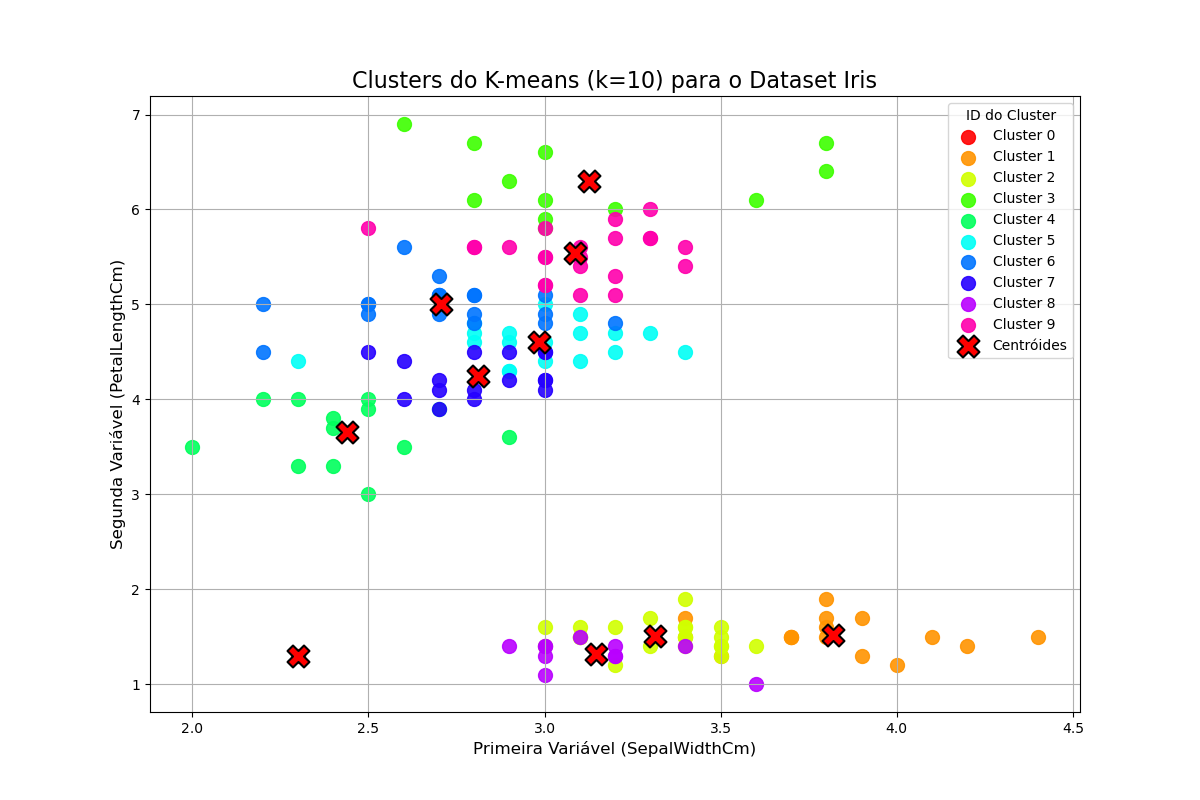 Clusters do K-means (k=10) para o Dataset Iris
ID do Cluster
Cluster 0
Cluster 1
Cluster 2
Cluster 3
Cluster 4
Cluster 5
Cluster 6
Cluster 7
Cluster 8
Cluster 9
Centróides
Segunda Variável (PetalLengthCm)
7
6
5
4
3
2
1
2.0
2.5
3.0
3.5
4.0
4.5
Primeira Variável (SepalWidthCm)